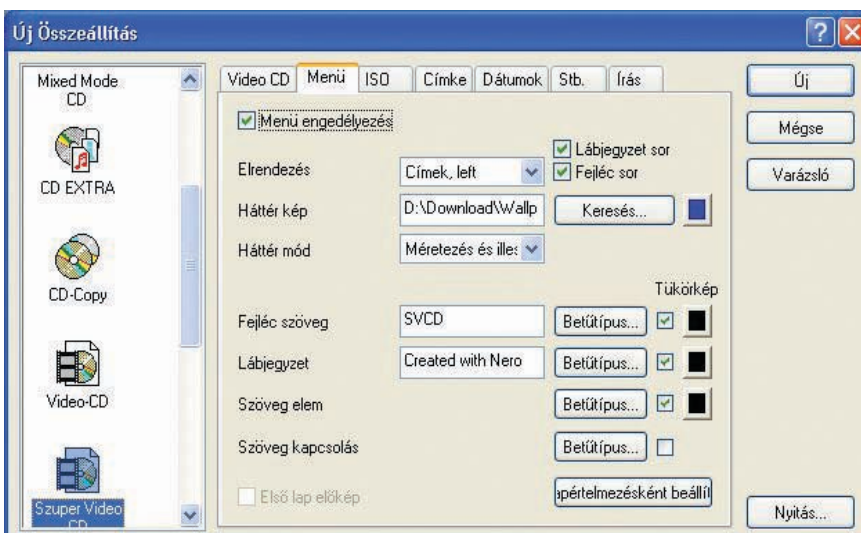 Új Összeállítás
Mixed Mode
CD
CD EXTRA
CD-Copy
Video-CD
Szuper Video
CD
Video CD Menü ISO Címke Dátumok Stb. Írás
Menü engedélyezés
Lábjegyzet sor
Elrendezés Címek, left Fejléc sor
Háttér kép D:\Download\Wallp Keresés...
Háttér mód Méretezés és illes
Tükörkép
Fejléc szöveg SVCD Betűtípus...
Lábjegyzet Created with Nero Betűtípus...
Szöveg elem Betűtípus...
Szöveg kapcsolás Betűtípus...
Első lap előkép apértelmezésként beállít
Új
Mégse
Varázsló
Nyitás...